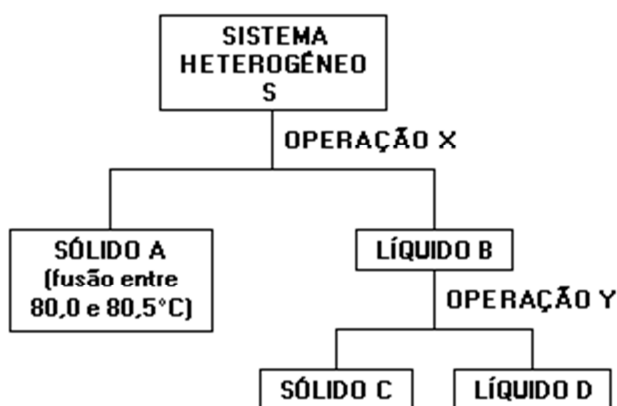 SISTEMA
HETEROGÊNEO
S
OPERAÇÃO X
SÓLIDO A
(fusão entre
80,0 e 80,5°C)
LÍQUIDO B
OPERAÇÃO Y
SÓLIDO C
LÍQUIDO D